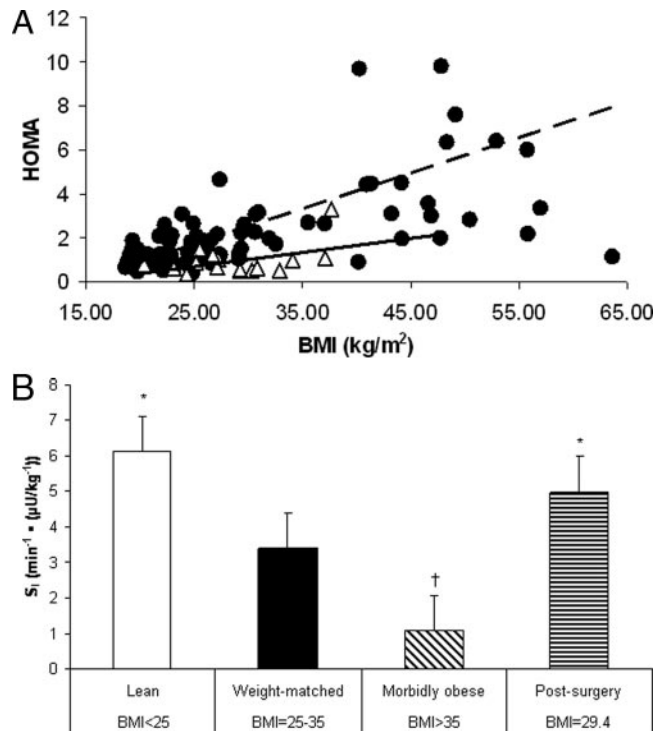 A
12
10
8
6
4
2
0
HOMA
15.00 25.00 35.00 45.00 55.00 65.00
BMI (kg/m²)
B
8
7
6
5
4
3
2
1
0
S_I (min⁻¹ ▪ (µU/kg⁻¹))
*
†
*
Lean Weight-matched Morbidly obese Post-surgery
BMI<25 BMI=25-35 BMI>35 BMI=29.4